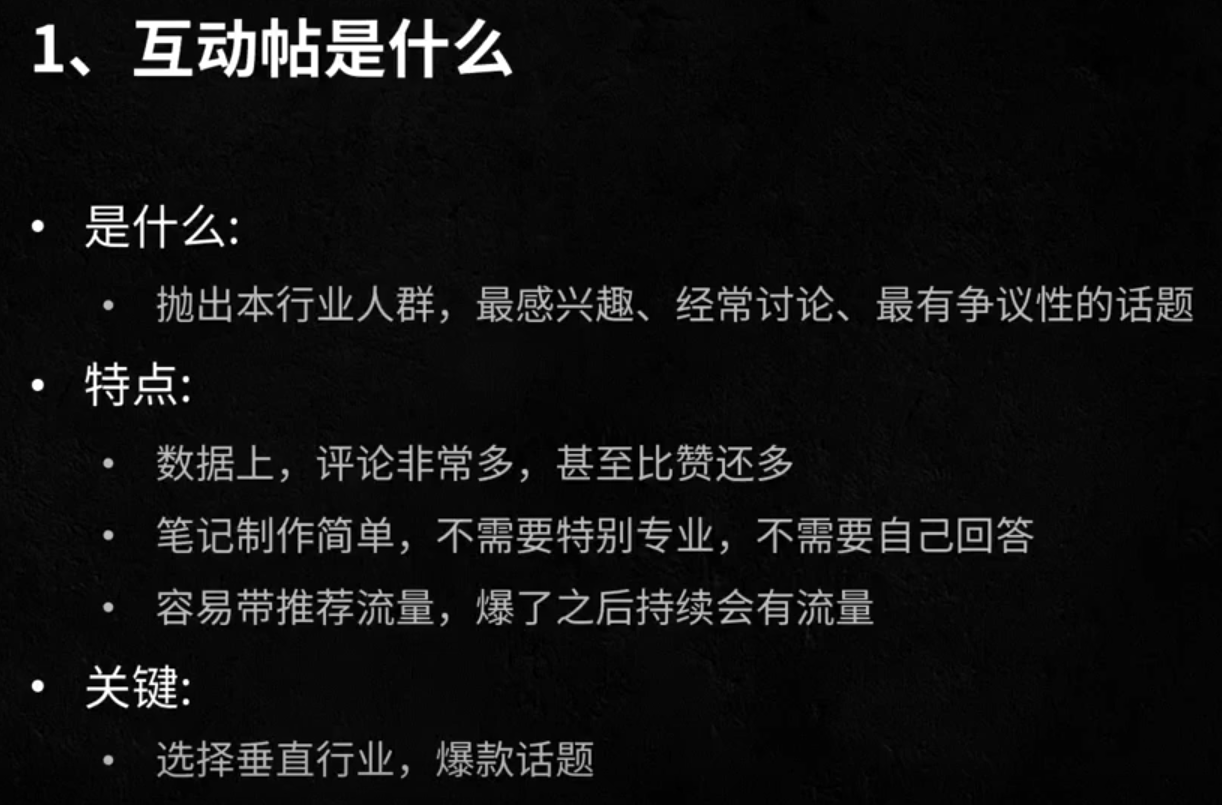 1、互动帖是什么
• 是什么:
• 抛出本行业人群，最感兴趣、经常讨论、最有争议性的话题
• 特点:
• 数据上，评论非常多，甚至比赞还多
• 笔记制作简单，不需要特别专业，不需要自己回答
• 容易带推荐流量，爆了之后持续会有流量
• 关键:
• 选择垂直行业，爆款话题